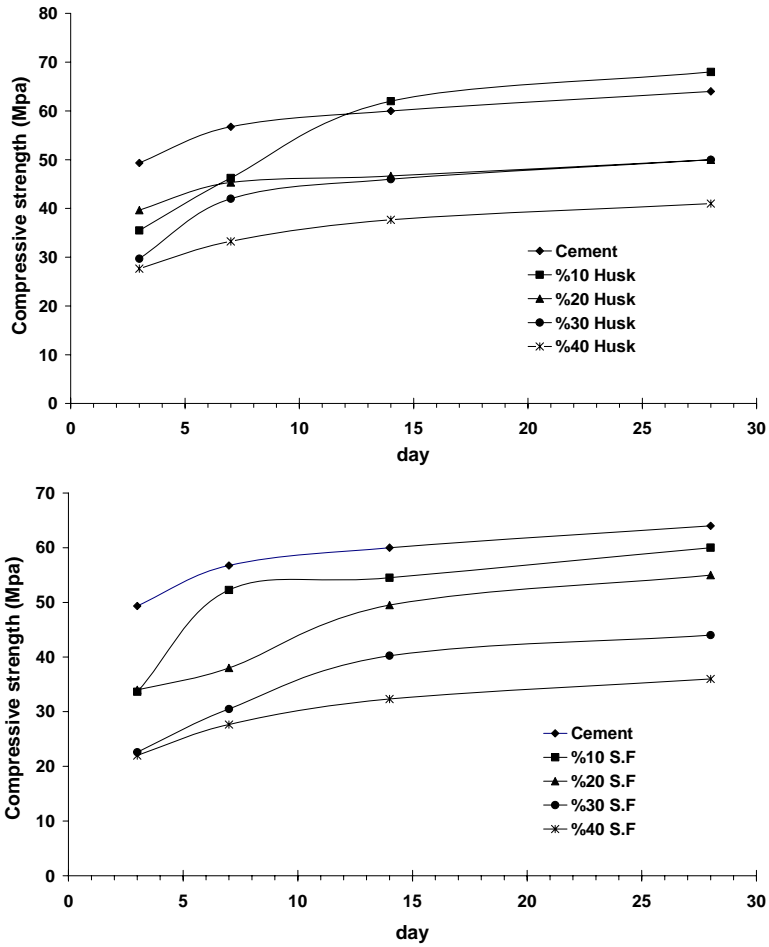 80
70
60
50
40
30
20
10
0
Compressive strength (Mpa)
Cement
%10 Husk
%20 Husk
%30 Husk
%40 Husk
0 5 10 15 20 25 30
day
70
60
50
40
30
20
10
0
Compressive strength (Mpa)
Cement
%10 S.F
%20 S.F
%30 S.F
%40 S.F
0 5 10 15 20 25 30
day